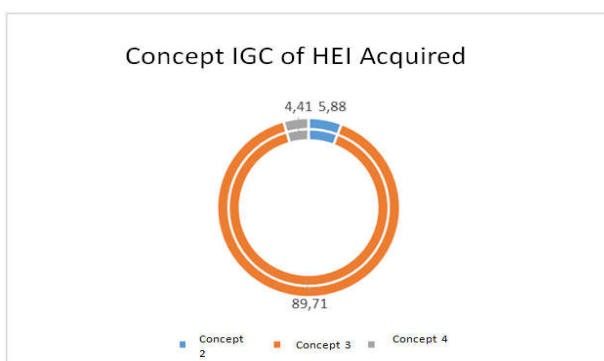 Concept IGC of HEI Acquired
4,41 5,88
89,71
Concept
2
Concept 3
Concept 4